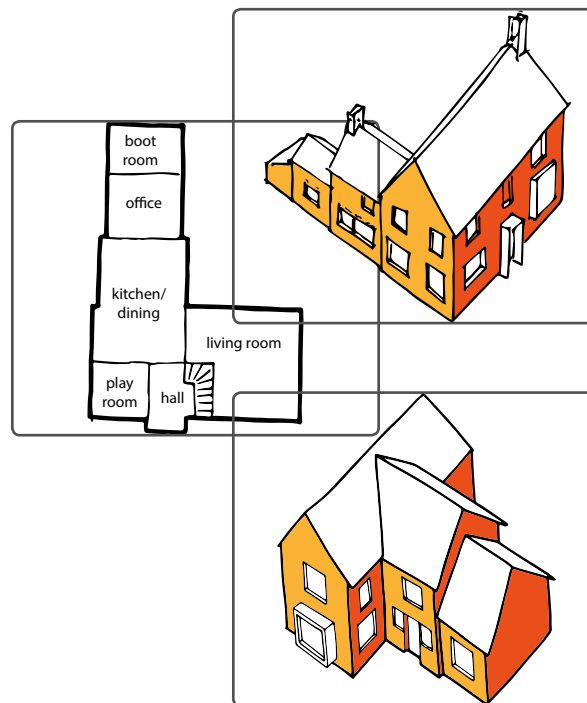 boot
room
office
kitchen/
dining
living room
play
room
hall